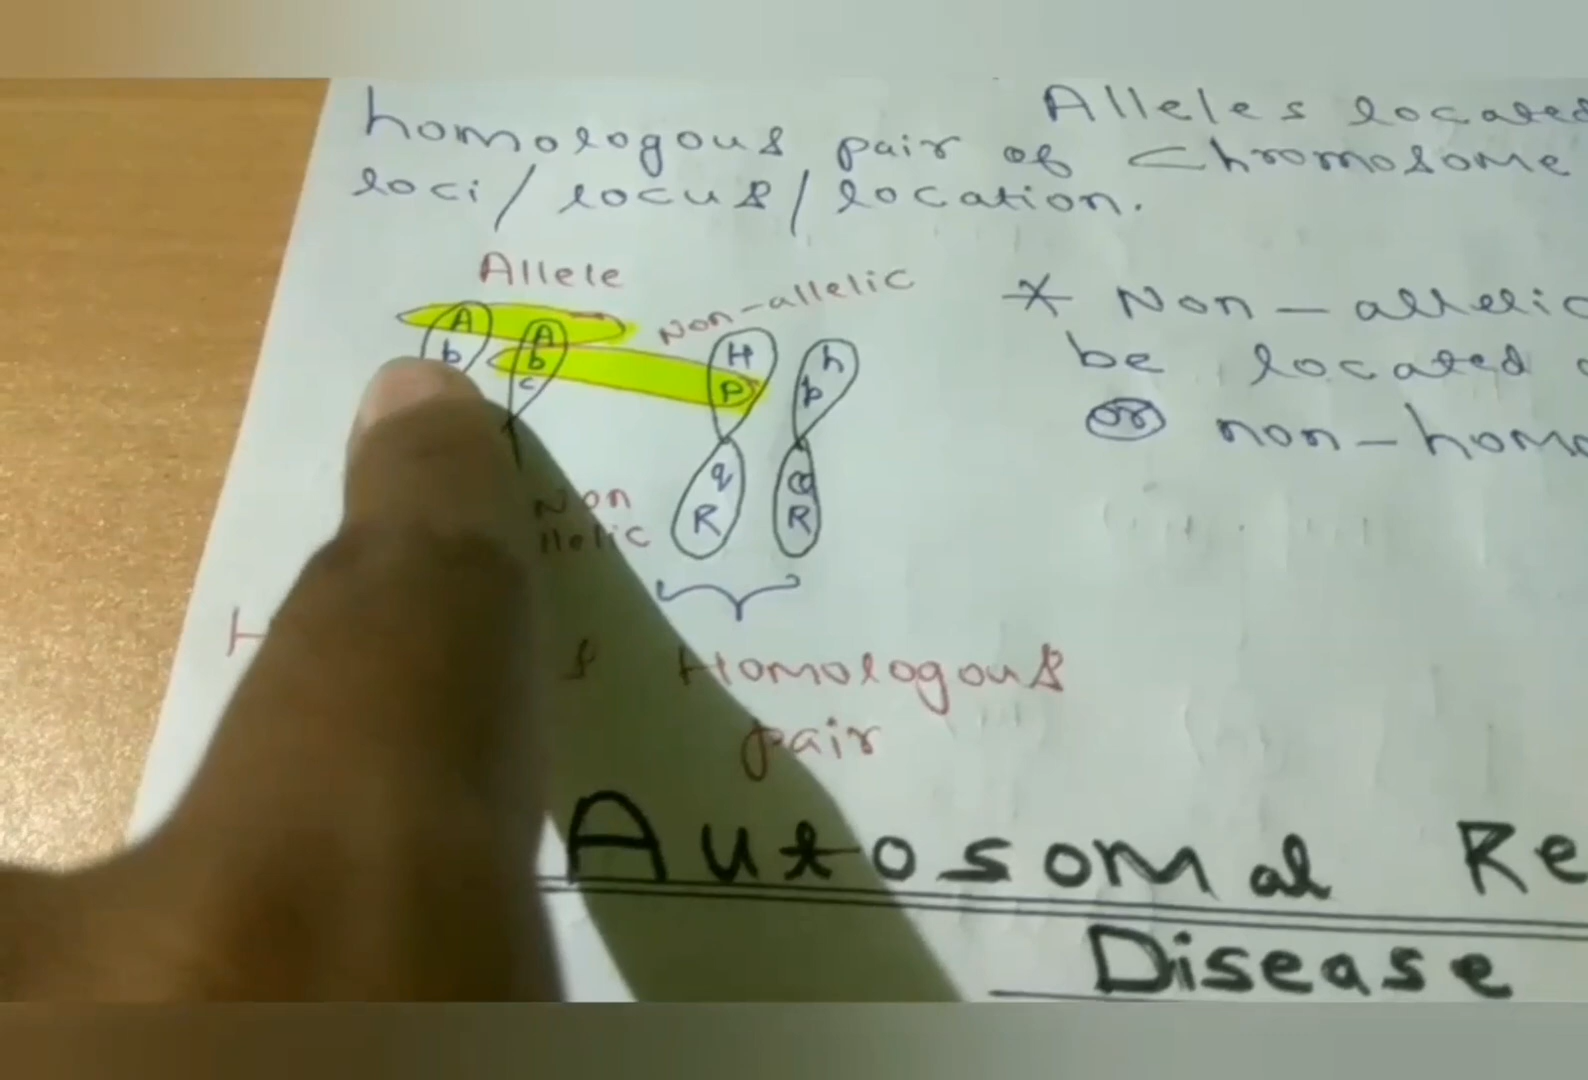 Alleles located
homologous pair of Chromosome
loci / locus / location.
Allele
Non-allelic
* Non-allelic
be located
or non-homo
A
b
A
b
c
H
P
q
R
h
p
Q
R
Non
llelic
Homologous
pair
Autosomal Re
Disease